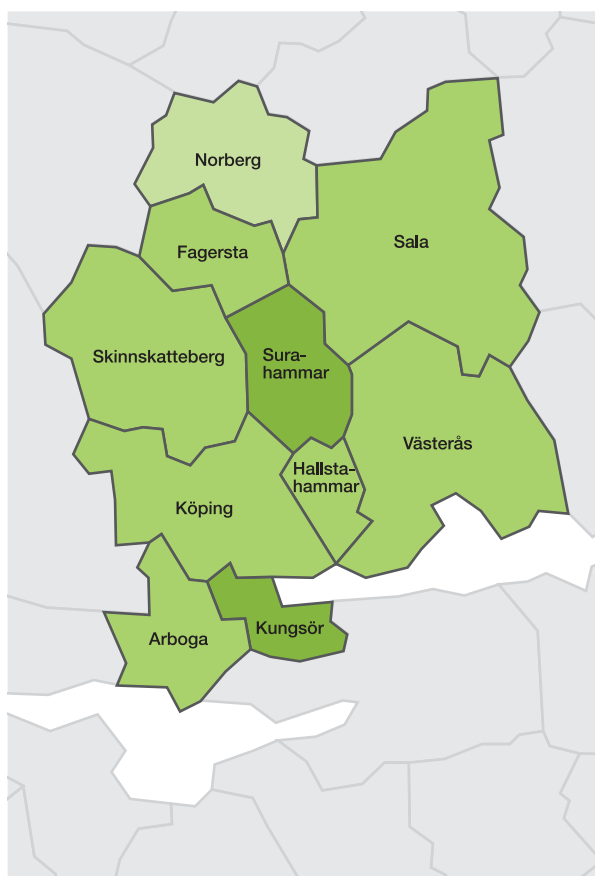 Norberg
Sala
Fagersta
Skinnskatteberg
Sura-
hammar
Västerås
Hallsta-
hammar
Köping
Kungsör
Arboga